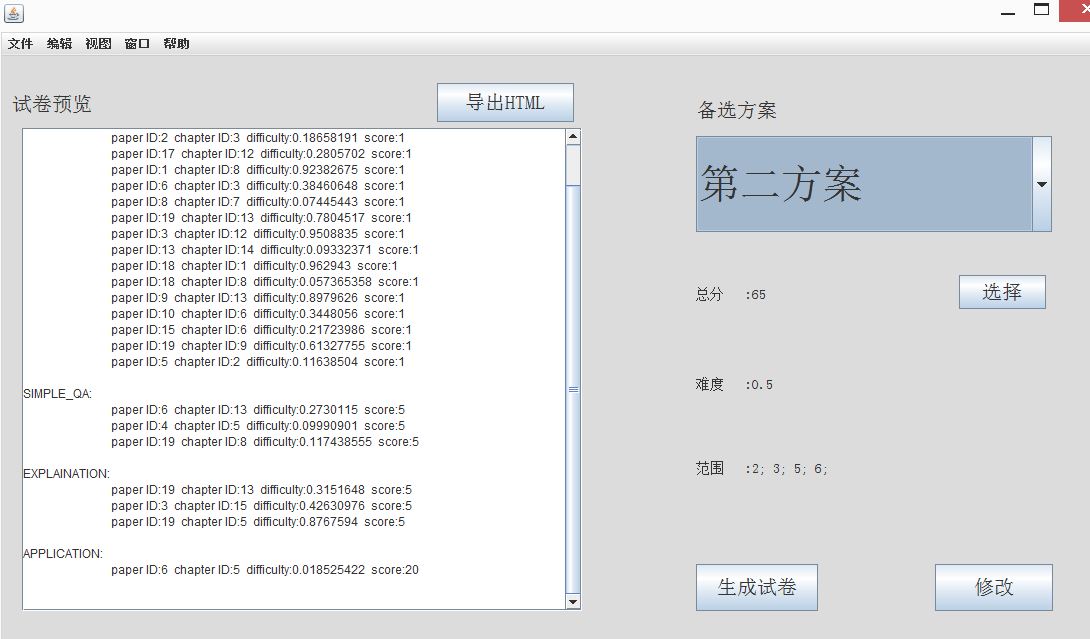 文件 编辑 视图 窗口 帮助
试卷预览
导出HTML
paper ID:2 chapter ID:3 difficulty:0.18658191 score:1
paper ID:17 chapter ID:12 difficulty:0.2805702 score:1
paper ID:1 chapter ID:8 difficulty:0.92382675 score:1
paper ID:6 chapter ID:3 difficulty:0.38460648 score:1
paper ID:8 chapter ID:7 difficulty:0.07445443 score:1
paper ID:19 chapter ID:13 difficulty:0.7804517 score:1
paper ID:3 chapter ID:12 difficulty:0.9508835 score:1
paper ID:13 chapter ID:14 difficulty:0.09332371 score:1
paper ID:18 chapter ID:1 difficulty:0.962943 score:1
paper ID:18 chapter ID:8 difficulty:0.057365358 score:1
paper ID:9 chapter ID:13 difficulty:0.8979626 score:1
paper ID:10 chapter ID:6 difficulty:0.3448056 score:1
paper ID:15 chapter ID:6 difficulty:0.21723986 score:1
paper ID:19 chapter ID:9 difficulty:0.61327755 score:1
paper ID:5 chapter ID:2 difficulty:0.11638504 score:1
SIMPLE_QA:
paper ID:6 chapter ID:13 difficulty:0.2730115 score:5
paper ID:4 chapter ID:5 difficulty:0.09990901 score:5
paper ID:19 chapter ID:8 difficulty:0.117438555 score:5
EXPLAINATION:
paper ID:19 chapter ID:13 difficulty:0.3151648 score:5
paper ID:3 chapter ID:15 difficulty:0.42630976 score:5
paper ID:19 chapter ID:5 difficulty:0.8767594 score:5
APPLICATION:
paper ID:6 chapter ID:5 difficulty:0.018525422 score:20
备选方案
第二方案
总分 :65
选择
难度 :0.5
范围 :2; 3; 5; 6;
生成试卷
修改